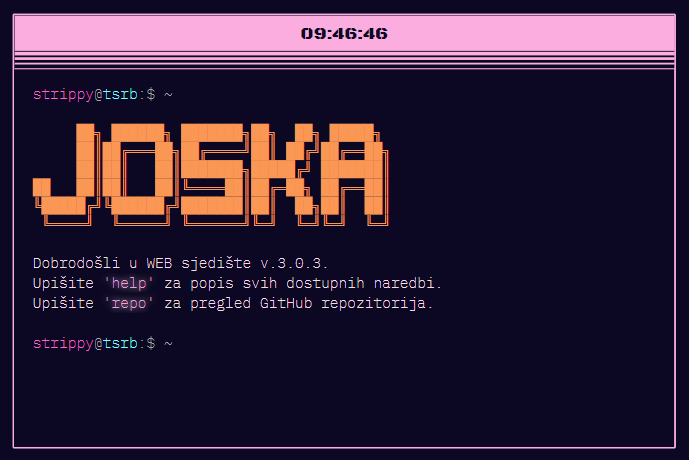 09:46:46
strippy@tsrb:$ ~
JOSKA
Dobrodošli u WEB sjedište v.3.0.3.
Upišite 'help' za popis svih dostupnih naredbi.
Upišite 'repo' za pregled GitHub repozitorija.
strippy@tsrb:$ ~